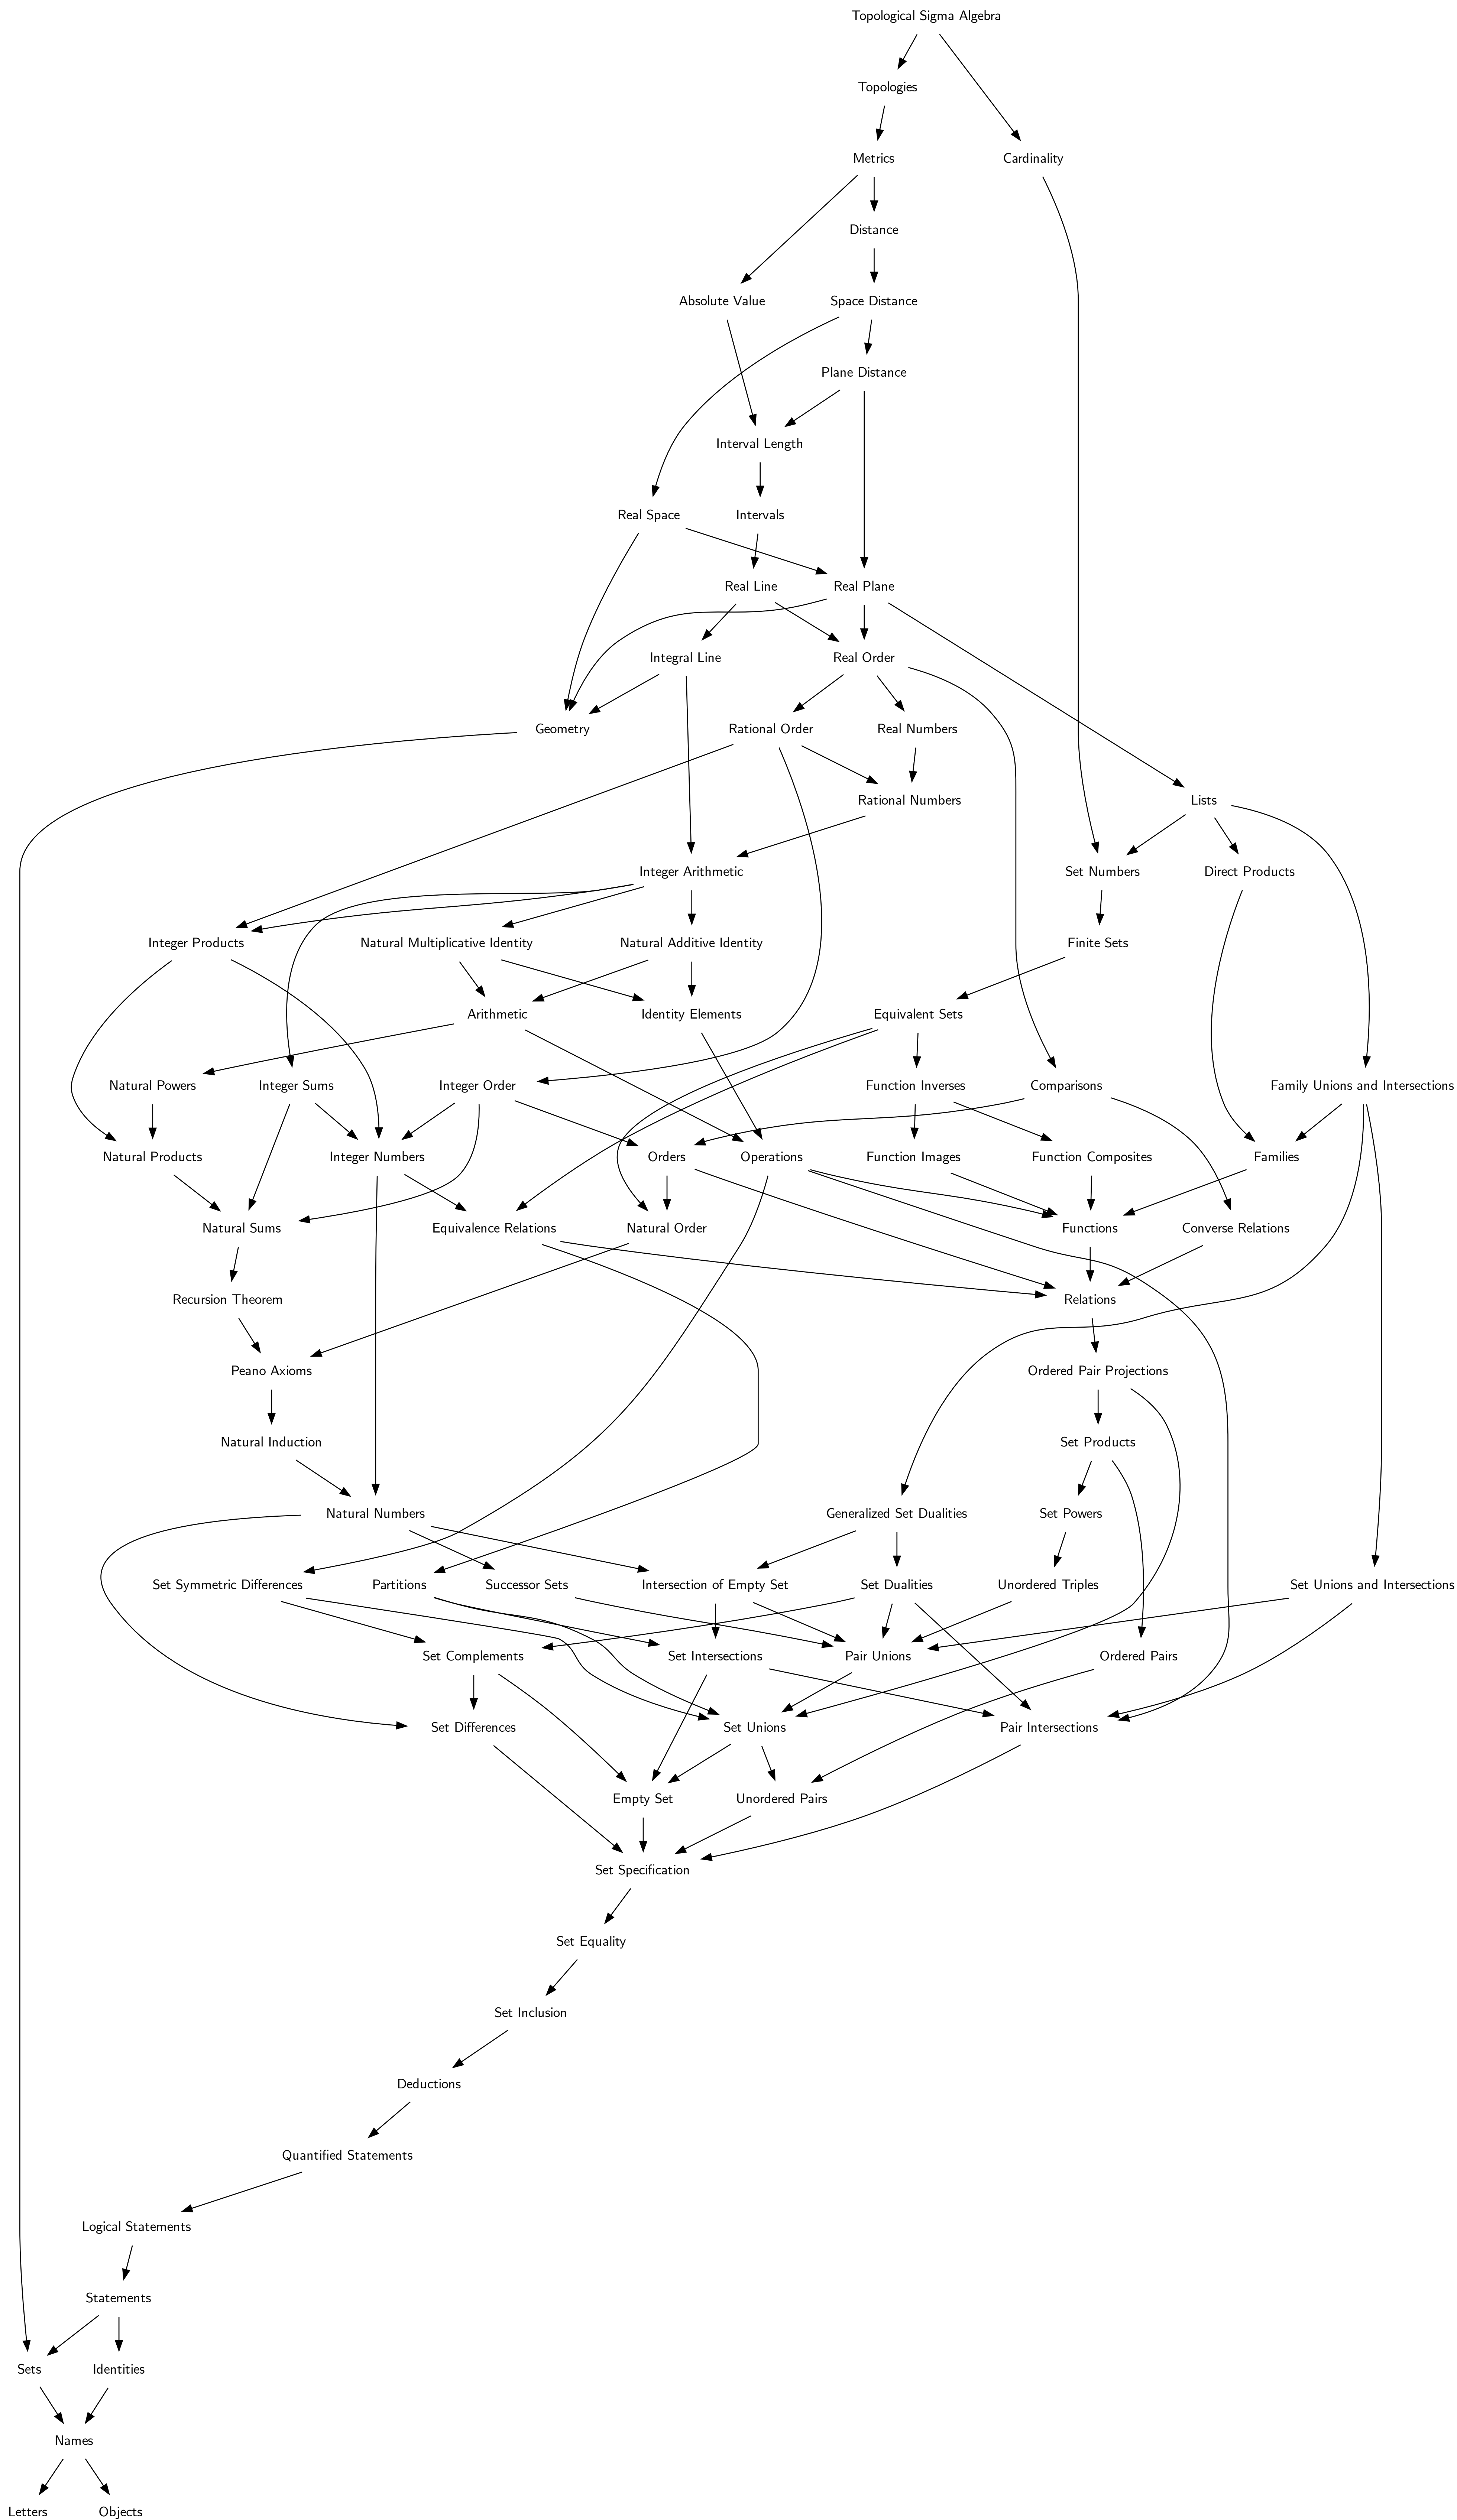 Topological Sigma Algebra
Topologies
Metrics
Cardinality
Distance
Absolute Value
Space Distance
Plane Distance
Interval Length
Real Space
Intervals
Real Line
Real Plane
Integral Line
Real Order
Geometry
Rational Order
Real Numbers
Rational Numbers
Lists
Integer Arithmetic
Set Numbers
Direct Products
Integer Products
Natural Multiplicative Identity
Natural Additive Identity
Finite Sets
Arithmetic
Identity Elements
Equivalent Sets
Natural Powers
Integer Sums
Integer Order
Function Inverses
Comparisons
Family Unions and Intersections
Natural Products
Integer Numbers
Orders
Operations
Function Images
Function Composites
Families
Natural Sums
Equivalence Relations
Natural Order
Functions
Converse Relations
Recursion Theorem
Relations
Peano Axioms
Ordered Pair Projections
Natural Induction
Set Products
Natural Numbers
Generalized Set Dualities
Set Powers
Set Symmetric Differences
Partitions
Successor Sets
Intersection of Empty Set
Set Dualities
Unordered Triples
Set Unions and Intersections
Set Complements
Set Intersections
Pair Unions
Ordered Pairs
Set Differences
Set Unions
Pair Intersections
Empty Set
Unordered Pairs
Set Specification
Set Equality
Set Inclusion
Deductions
Quantified Statements
Logical Statements
Statements
Sets
Identities
Names
Letters
Objects